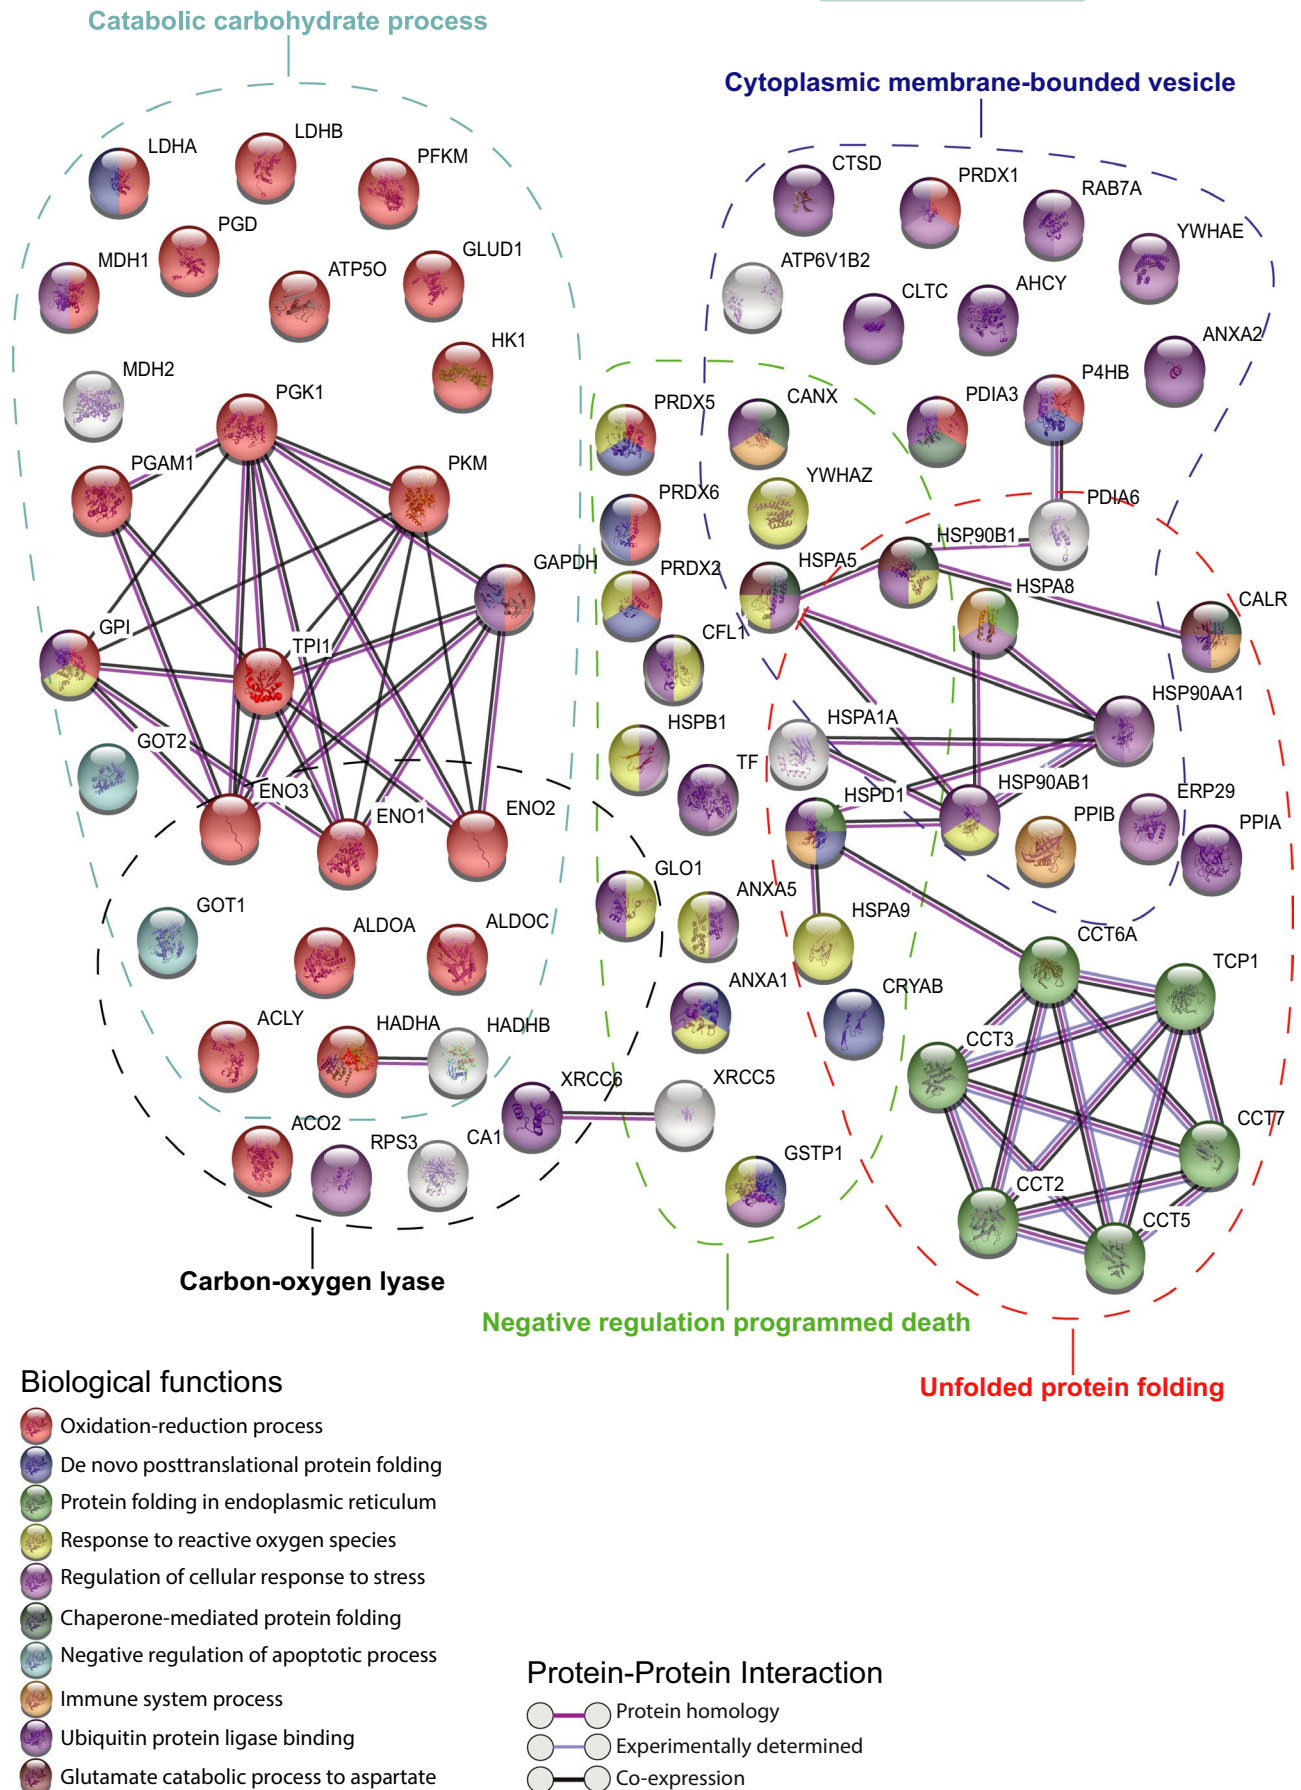 Catabolic carbohydrate process
Cytoplasmic membrane-bounded vesicle
LDHA
LDHB
PFKM
PGD
MDH1
ATP5O
GLUD1
HK1
MDH2
PGK1
PGAM1
PKM
GAPDH
GPI
TPI1
GOT2
ENO3
ENO1
ENO2
GOT1
ALDOA
ALDOC
ACLY
HADHA
HADHB
ACO2
RPS3
CA1
XRCC6
XRCC5
CTSD
PRDX1
RAB7A
YWHAE
ATP6V1B2
CLTC
AHCY
ANXA2
PRDX5
CANX
PDIA3
P4HB
YWHAZ
PRDX6
PDIA6
HSP90B1
HSPA5
HSPA8
PRDX2
CALR
CFL1
HSP90AA1
HSPB1
HSPA1A
TF
HSP90AB1
HSPD1
PPIB
ERP29
PPIA
GLO1
ANXA5
HSPA9
ANXA1
CRYAB
CCT6A
TCP1
CCT3
CCT7
GSTP1
CCT2
CCT5
Carbon-oxygen lyase
Negative regulation programmed death
Unfolded protein folding
Biological functions
Oxidation-reduction process
De novo posttranslational protein folding
Protein folding in endoplasmic reticulum
Response to reactive oxygen species
Regulation of cellular response to stress
Chaperone-mediated protein folding
Negative regulation of apoptotic process
Immune system process
Ubiquitin protein ligase binding
Glutamate catabolic process to aspartate
Protein-Protein Interaction
Protein homology
Experimentally determined
Co-expression